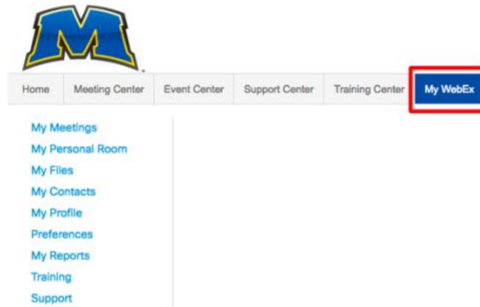 M
Home Meeting Center Event Center Support Center Training Center My WebEx
My Meetings
My Personal Room
My Files
My Contacts
My Profile
Preferences
My Reports
Training
Support